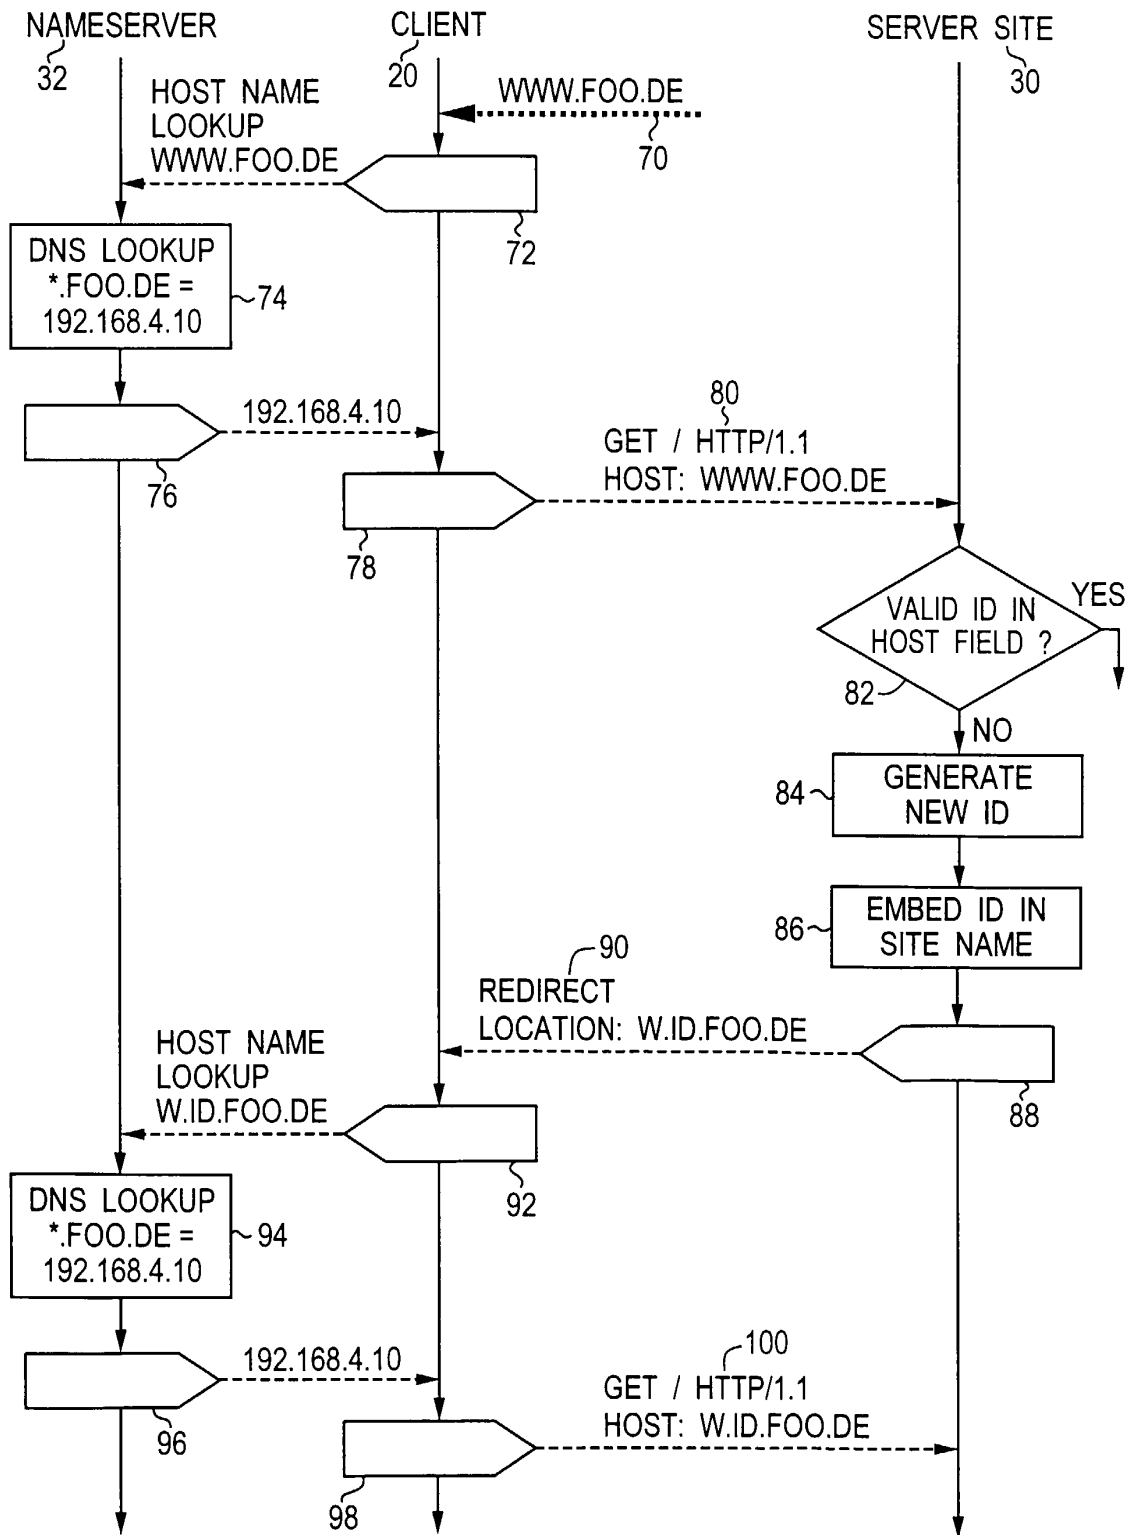 NAMESERVER
32
CLIENT
20
SERVER SITE
30
WWW.FOO.DE
70
HOST NAME
LOOKUP
WWW.FOO.DE
72
DNS LOOKUP
*.FOO.DE =
192.168.4.10
74
192.168.4.10
76
80
GET / HTTP/1.1
HOST: WWW.FOO.DE
78
VALID ID IN
HOST FIELD ?
YES
82
NO
GENERATE
NEW ID
84
EMBED ID IN
SITE NAME
86
90
REDIRECT
LOCATION: W.ID.FOO.DE
88
HOST NAME
LOOKUP
W.ID.FOO.DE
92
DNS LOOKUP
*.FOO.DE =
192.168.4.10
94
192.168.4.10
96
100
GET / HTTP/1.1
HOST: W.ID.FOO.DE
98